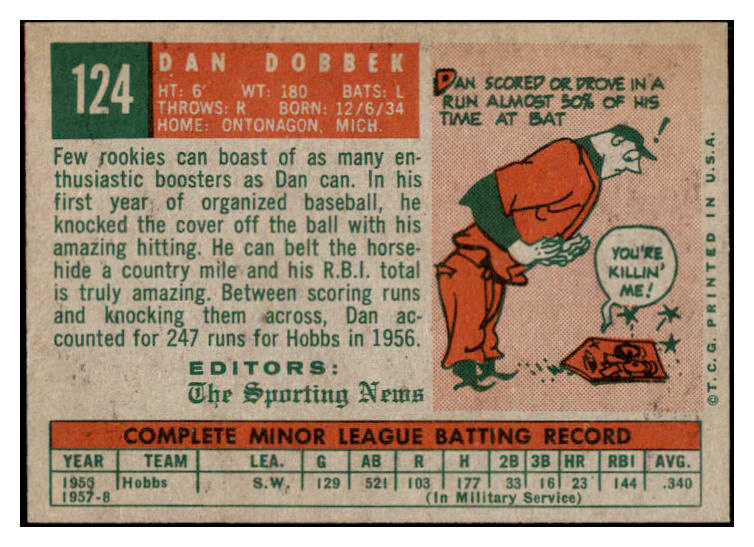 124
DAN DOBBEK
HT: 6' WT: 180 BATS: L
THROWS: R BORN: 12/6/34
HOME: ONTONAGON, MICH.
Few rookies can boast of as many en-
thusiastic boosters as Dan can. In his
first year of organized baseball, he
knocked the cover off the ball with his
amazing hitting. He can belt the horse-
hide a country mile and his R.B.I. total
is truly amazing. Between scoring runs
and knocking them across, Dan ac-
counted for 247 runs for Hobbs in 1956.
EDITORS:
The Sporting News
DAN SCORED OR DROVE IN A
RUN ALMOST 50% OF HIS
TIME AT BAT
!
YOU'RE
KILLIN'
ME!
©T.C.G. PRINTED IN U.S.A.
COMPLETE MINOR LEAGUE BATTING RECORD
YEAR TEAM LEA. G AB R H 2B 3B HR RBI AVG.
1956 Hobbs S.W. 129 521 103 177 33 16 23 144 .340
1957-8 (In Military Service)